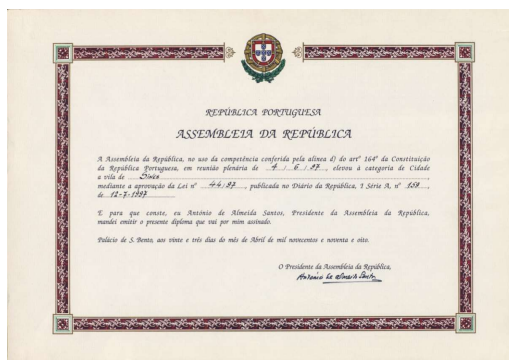 REPÚBLICA PORTUGUESA
ASSEMBLEIA DA REPÚBLICA
A Assembleia da República, no uso da competência conferida pela alínea d) do artº 164º da Constituição
da República Portuguesa, em reunião plenária de 4 / 6 / 97, elevou à categoria de Cidade
a vila de Sines
mediante a aprovação da Lei nº 44/97, publicada no Diário da República, I Série A, nº 159,
de 12-7-1997
E para que conste, eu António de Almeida Santos, Presidente da Assembleia da República,
mandei emitir o presente diploma que vai por mim assinado.
Palácio de S. Bento, aos vinte e três dias do mês de Abril de mil novecentos e noventa e oito.
O Presidente da Assembleia da República,
António de Almeida Santos